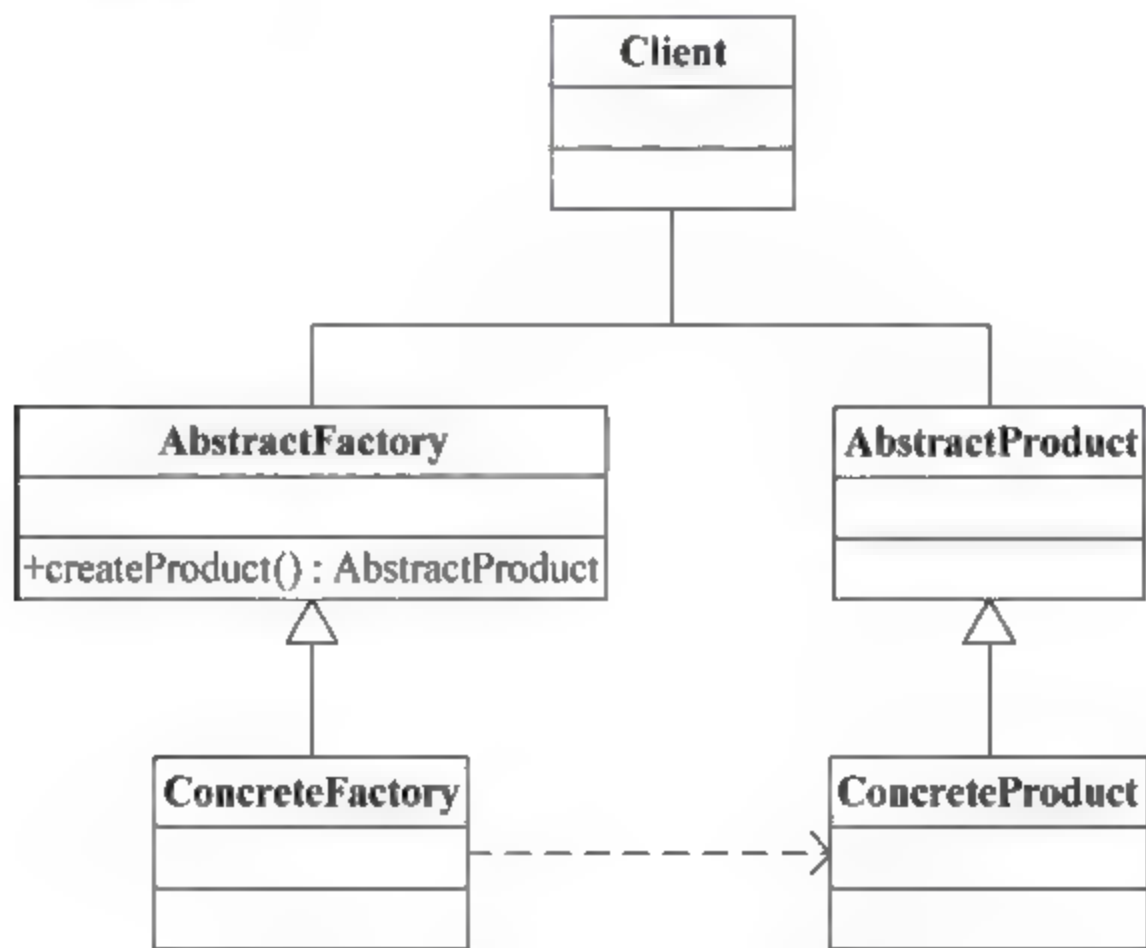 Client
AbstractFactory
AbstractProduct
+createProduct() : AbstractProduct
ConcreteFactory
ConcreteProduct